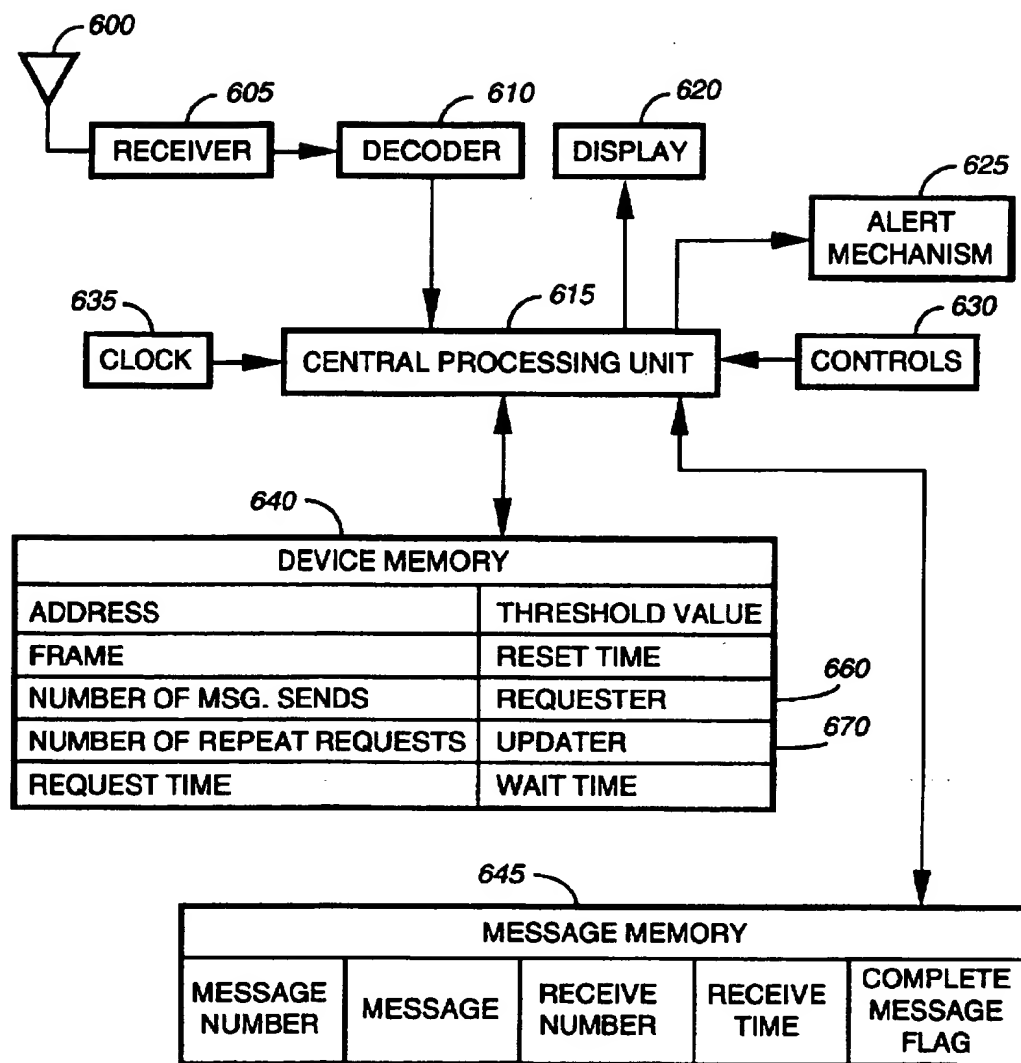 600
605
610
620
RECEIVER
DECODER
DISPLAY
625
ALERT
MECHANISM
635
615
630
CLOCK
CENTRAL PROCESSING UNIT
CONTROLS
640
DEVICE MEMORY
ADDRESS
THRESHOLD VALUE
FRAME
RESET TIME
660
NUMBER OF MSG. SENDS
REQUESTER
670
NUMBER OF REPEAT REQUESTS
UPDATER
REQUEST TIME
WAIT TIME
645
MESSAGE MEMORY
MESSAGE
NUMBER
MESSAGE
RECEIVE
NUMBER
RECEIVE
TIME
COMPLETE
MESSAGE
FLAG